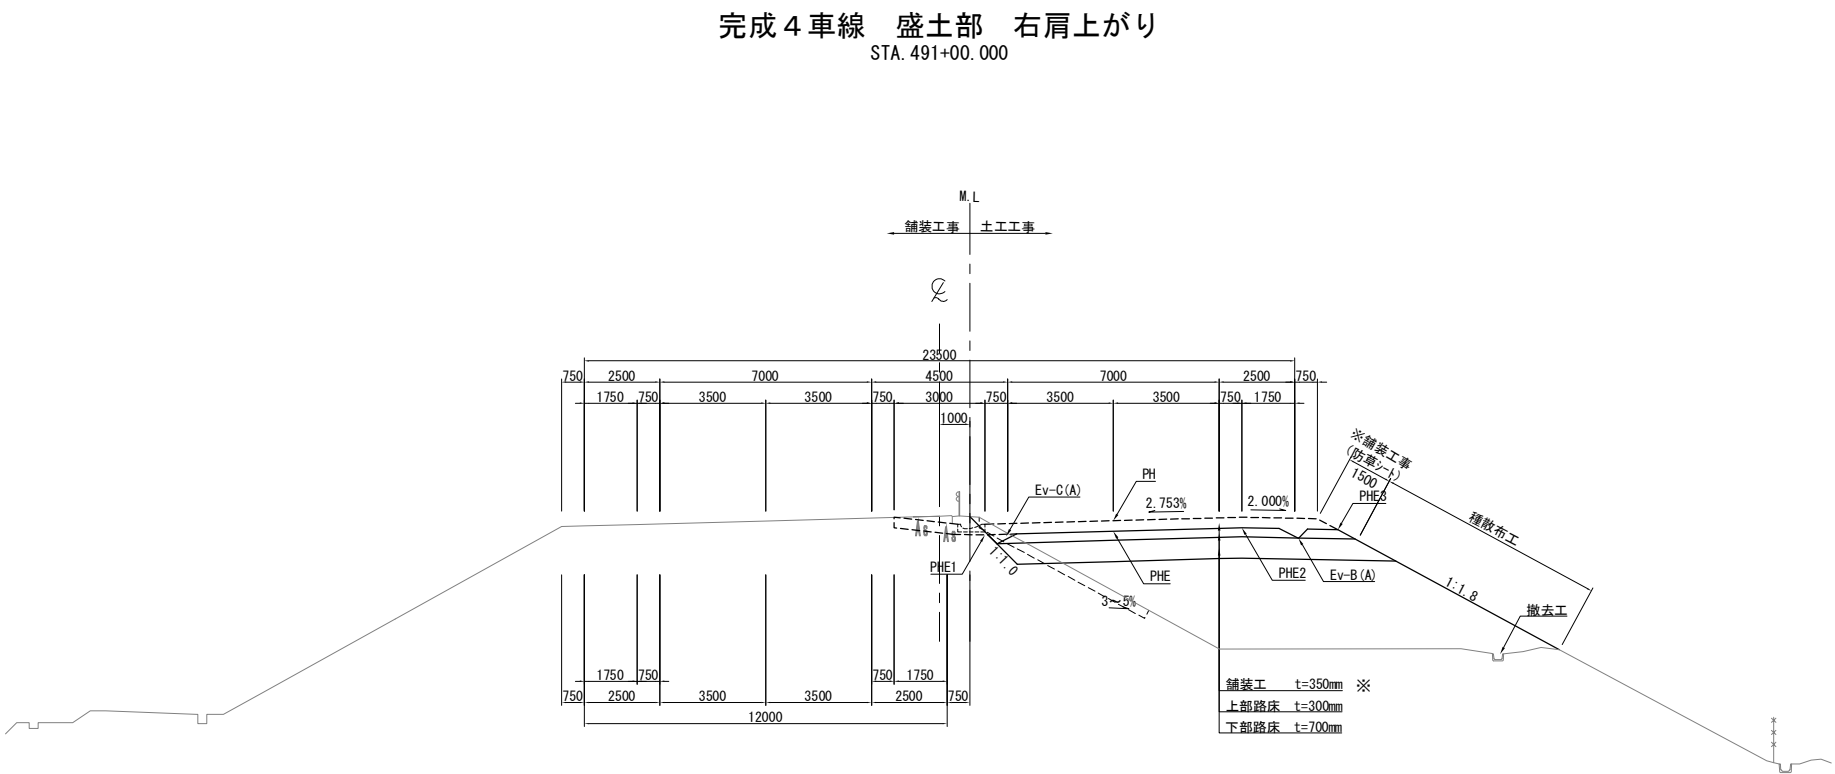 完成４車線　盛土部　右肩上がり
STA.491+00.000
M.L
舗装工事 土工工事
℄
23500
750 2500 7000 4500 7000 2500 750
1750 750 3500 3500 750 3000 750 3500 3500 750 1750
1000
※舗装工事
(防草シート)
1500
PHE3
種散布工
Ev-C(A)
PH
2.753%
2.000%
As
As
1:1.0
PHE1
PHE
PHE2
Ev-B(A)
1:1.8
3～5%
撤去工
1750 750 750 1750
750 2500 3500 3500 2500 750
12000
舗装工 t=350mm ※
上部路床 t=300mm
下部路床 t=700mm